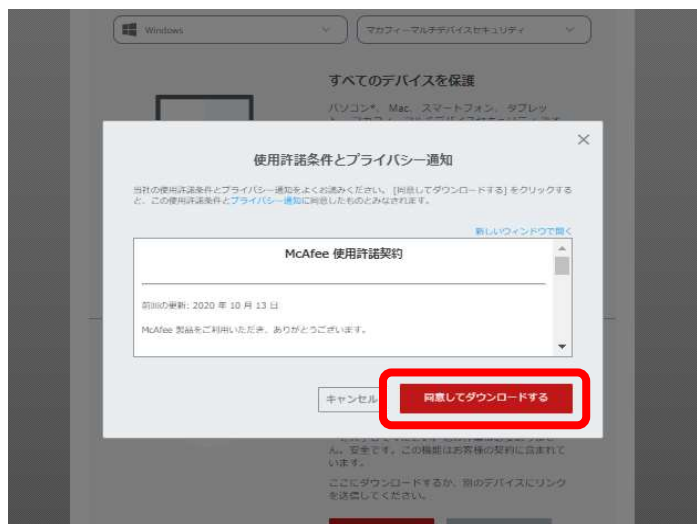 Windows
マカフィーマルチデバイスセキュリティ
すべてのデバイスを保護
パソコン*、Mac、スマートフォン、タブレッ
使用許諾条件とプライバシー通知
当社の使用許諾条件とプライバシー通知をよくお読みください。[同意してダウンロードする] をクリックする
と、この使用許諾条件とプライバシー通知に同意したものとみなされます。
新しいウィンドウで開く
McAfee 使用許諾契約
前回の更新: 2020 年 10 月 13 日
McAfee 製品をご利用いただき、ありがとうございます。
キャンセル
同意してダウンロードする
ん。安全です。この機能はお客様の契約に含まれて
います。
ここにダウンロードするか、別のデバイスにリンク
を送信してください。